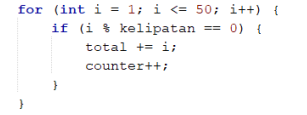 for (int i = 1; i <= 50; i++) {
    if (i % kelipatan == 0) {
        total += i;
        counter++;
    }
}